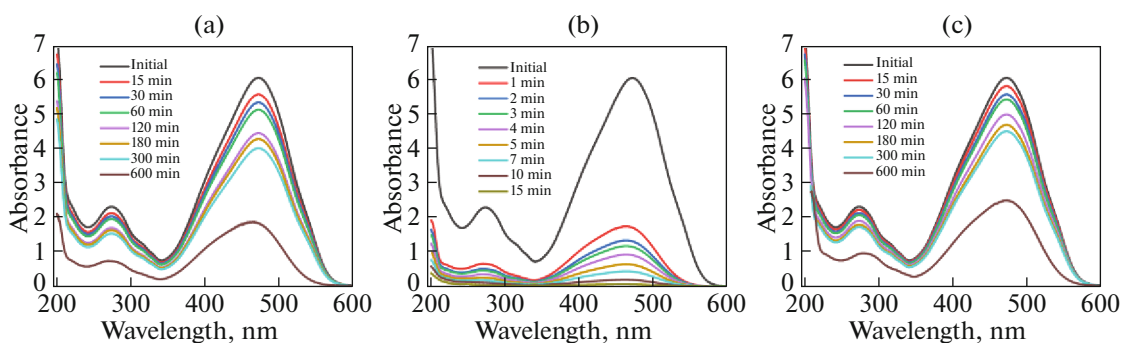 (a)
Absorbance
7
6
5
4
3
2
1
0
Initial
15 min
30 min
60 min
120 min
180 min
300 min
600 min
200 300 400 500 600
Wavelength, nm
(b)
Absorbance
7
6
5
4
3
2
1
0
Initial
1 min
2 min
3 min
4 min
5 min
7 min
10 min
15 min
200 300 400 500 600
Wavelength, nm
(c)
Absorbance
7
6
5
4
3
2
1
0
Initial
15 min
30 min
60 min
120 min
180 min
300 min
600 min
200 300 400 500 600
Wavelength, nm